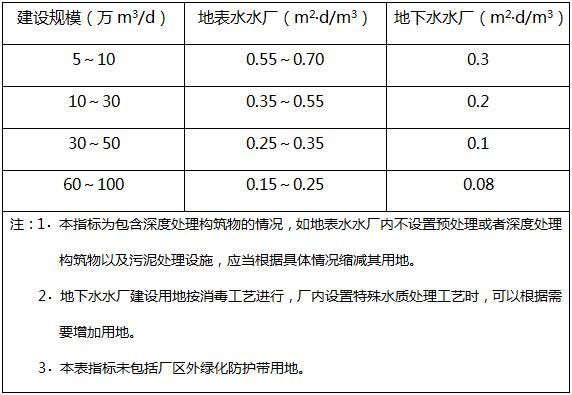 建设规模（万 m³/d） 地表水水厂（m²·d/m³） 地下水水厂（m²·d/m³）
5～10 0.55～0.70 0.3
10～30 0.35～0.55 0.2
30～50 0.25～0.35 0.1
60～100 0.15～0.25 0.08
注：1．本指标为包含深度处理构筑物的情况，如地表水水厂内不设置预处理或者深度处理
构筑物以及污泥处理设施，应当根据具体情况缩减其用地。
2．地下水水厂建设用地按消毒工艺进行，厂内设置特殊水质处理工艺时，可以根据需
要增加用地。
3．本表指标未包括厂区外绿化防护带用地。